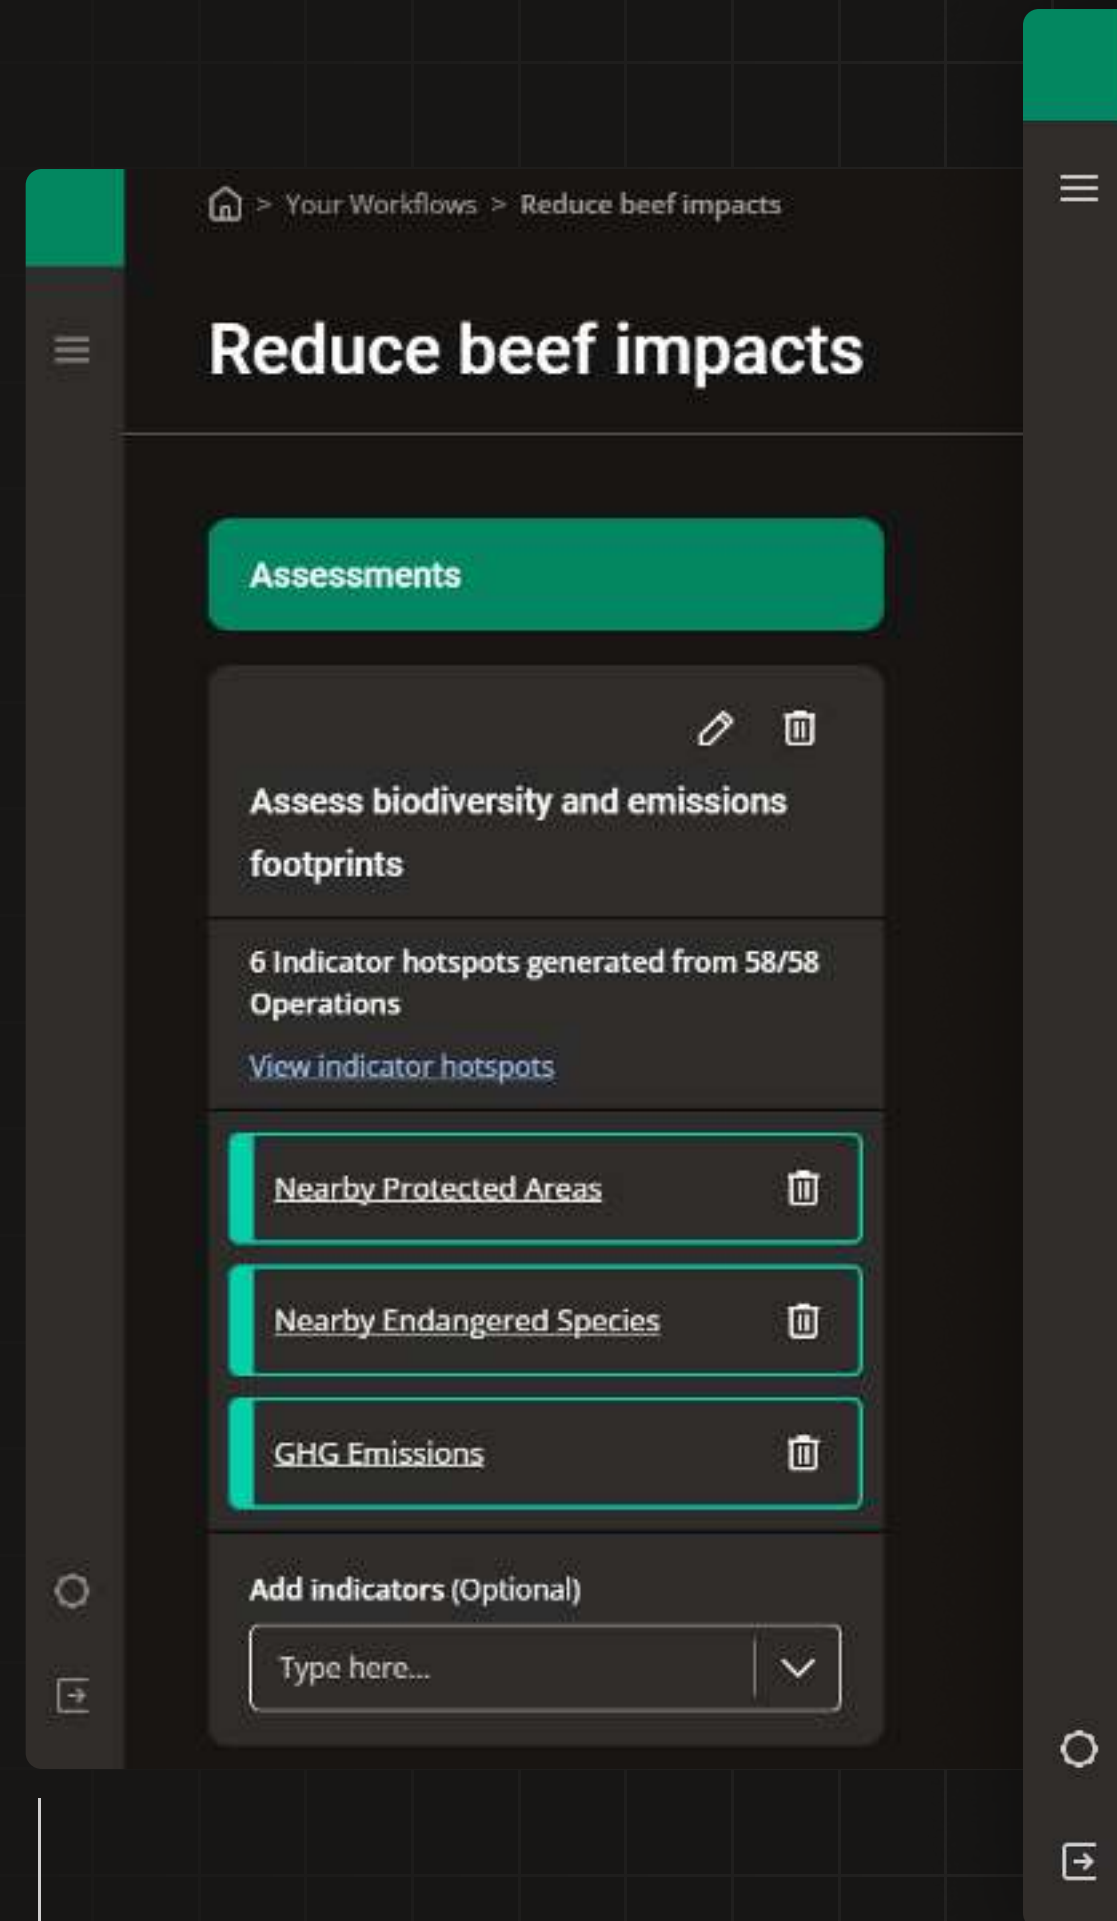 > Your Workflows > Reduce beef impacts
Reduce beef impacts
Assessments
Assess biodiversity and emissions
footprints
6 Indicator hotspots generated from 58/58
Operations
View indicator hotspots
Nearby Protected Areas
Nearby Endangered Species
GHG Emissions
Add indicators (Optional)
Type here...